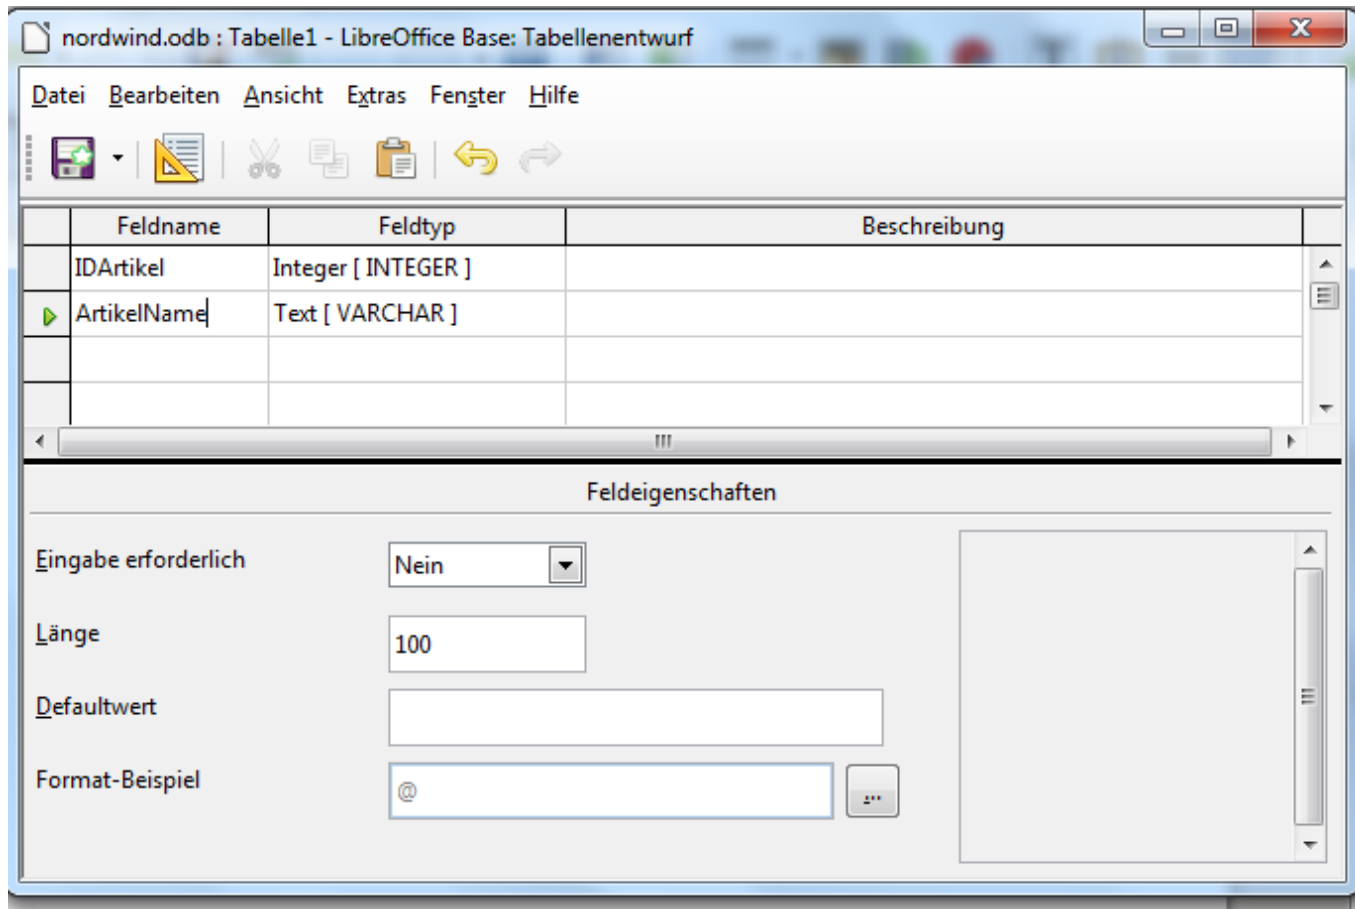 nordwind.odb : Tabelle1 - LibreOffice Base: Tabellenentwurf
Datei Bearbeiten Ansicht Extras Fenster Hilfe
Feldname Feldtyp Beschreibung
IDArtikel Integer [ INTEGER ]
ArtikelName Text [ VARCHAR ]
Feldeigenschaften
Eingabe erforderlich Nein
Länge 100
Defaultwert
Format-Beispiel @ ...